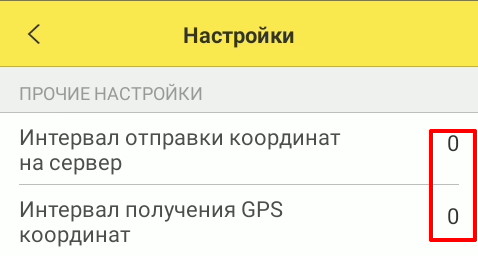 Настройки
ПРОЧИЕ НАСТРОЙКИ
Интервал отправки координат
на сервер
0
Интервал получения GPS
координат
0